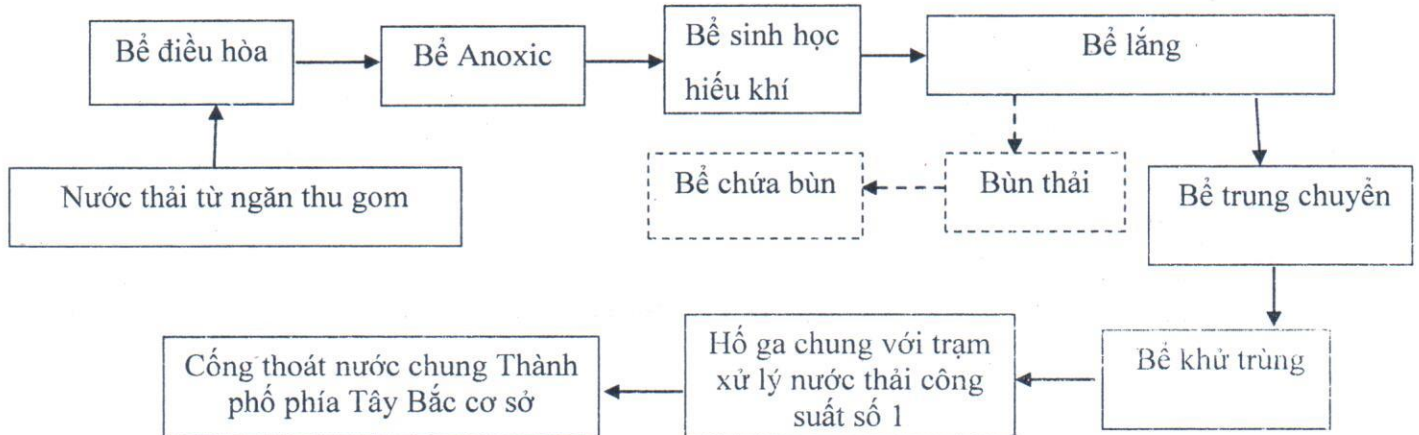 Bể điều hòa
Bể Anoxic
Bể sinh học
hiếu khí
Bể lắng
Nước thải từ ngăn thu gom
Bể chứa bùn
Bùn thải
Bể trung chuyển
Cống thoát nước chung Thành
phố phía Tây Bắc cơ sở
Hố ga chung với trạm
xử lý nước thải công
suất số 1
Bể khử trùng